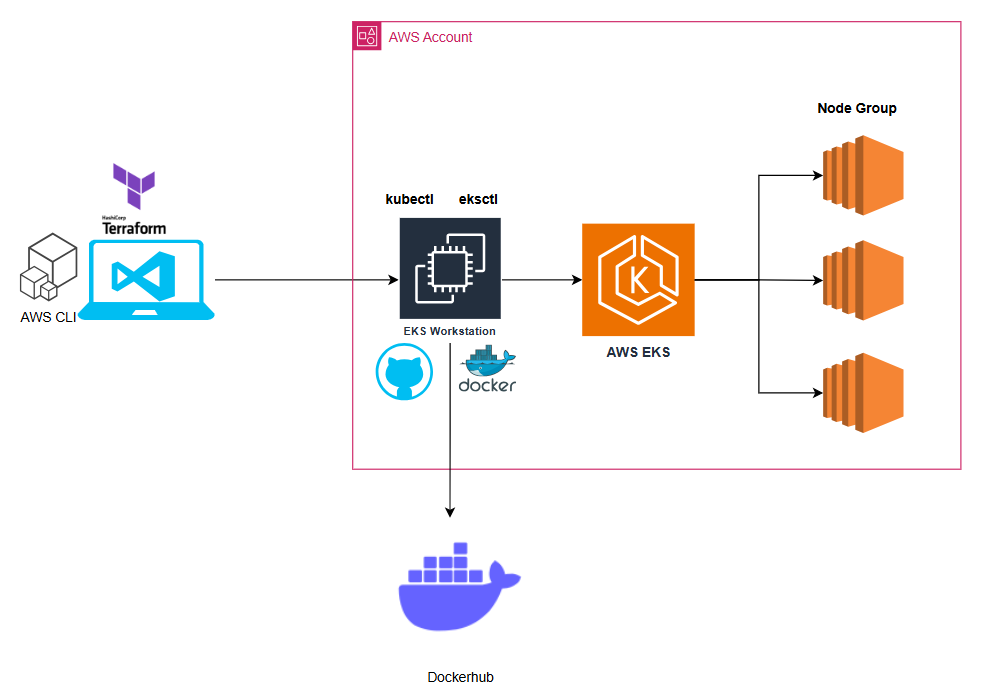 AWS Account
Node Group
HashiCorp
Terraform
kubectl eksctl
AWS CLI
K
EKS Workstation
AWS EKS
docker
Dockerhub